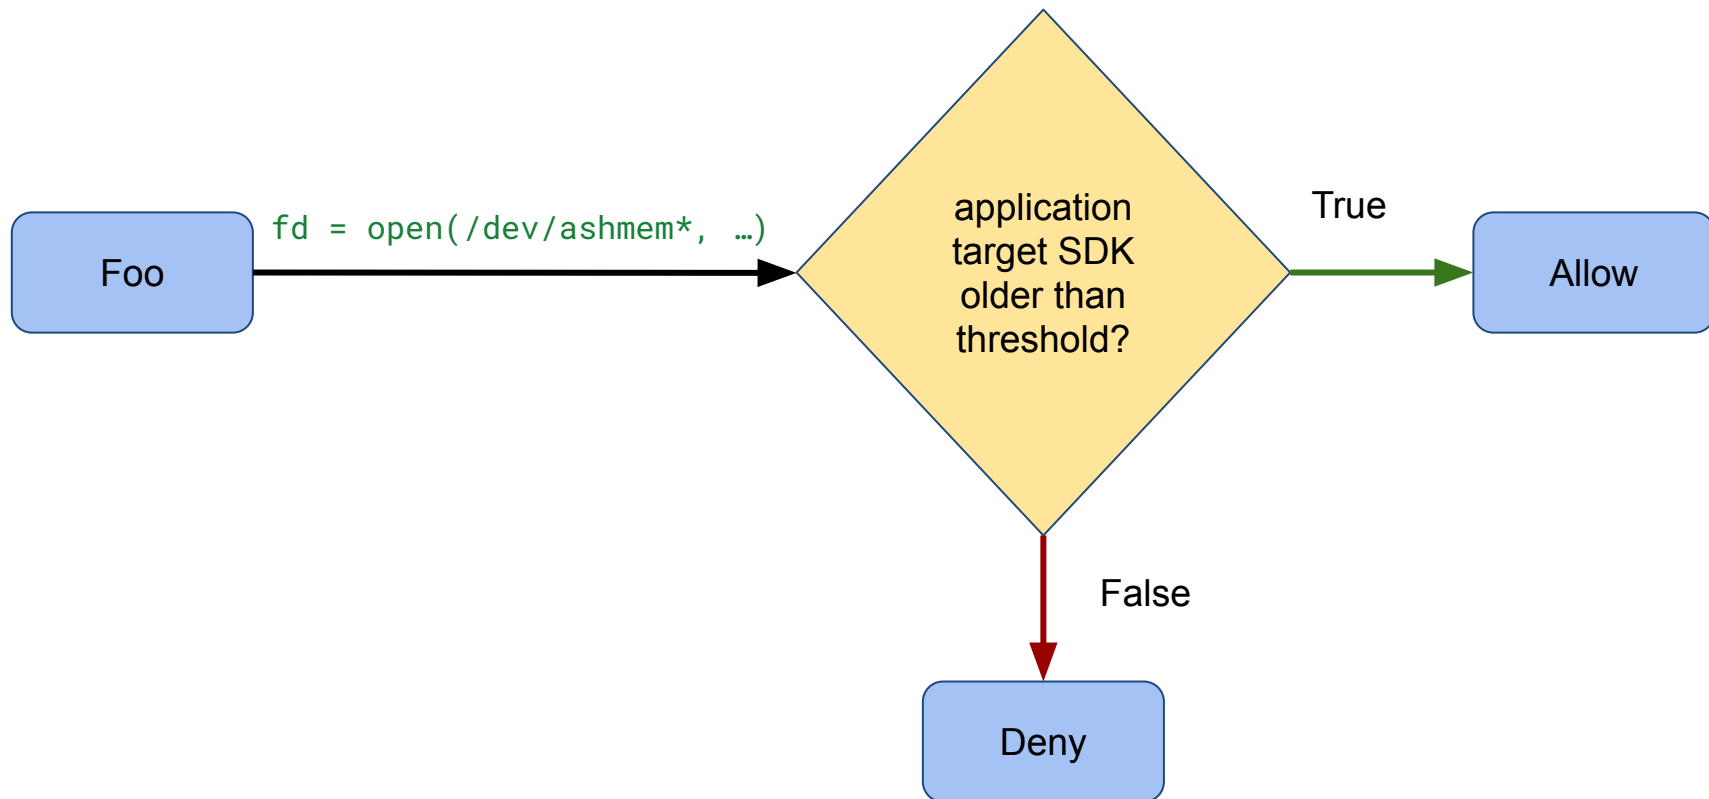 Foo
fd = open(/dev/ashmem*, …)
application
target SDK
older than
threshold?
True
Allow
False
Deny